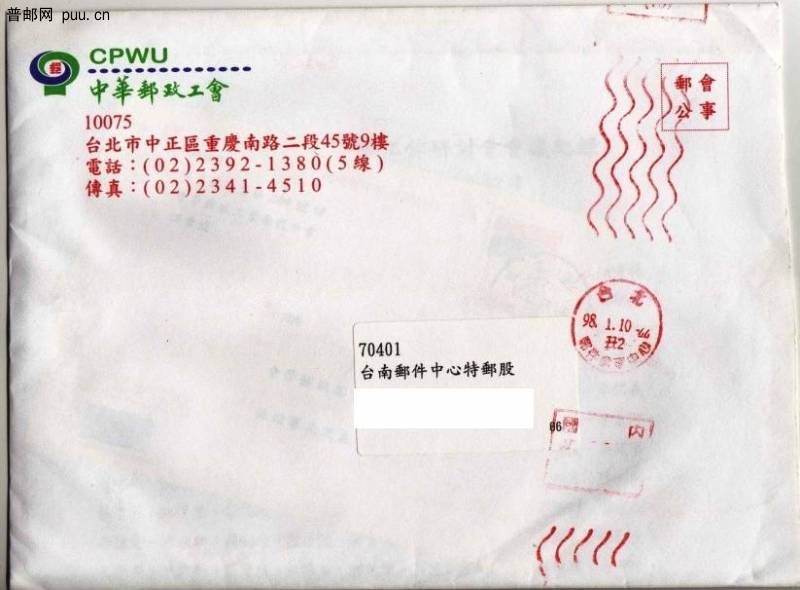 普邮网 puu.cn
CPWU
中華郵政工會
10075
台北市中正區重慶南路二段45號9樓
電話：(02)2392-1380(5線)
傳真：(02)2341-4510
郵會
公事
台北
98.1.10
丑2
70401
台南郵件中心特郵股
內